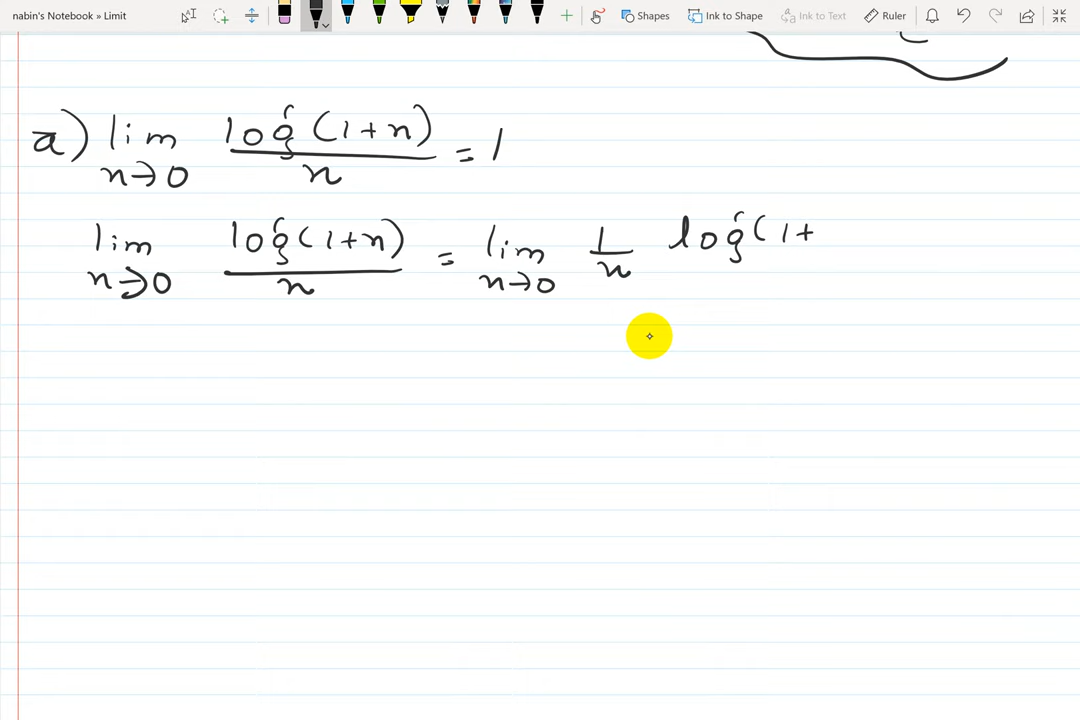 nabin's Notebook » Limit
Shapes Ink to Shape Ink to Text Ruler
a) lim n→0 log(1+n)/n = 1
lim n→0 log(1+n)/n = lim n→0 1/n log(1+